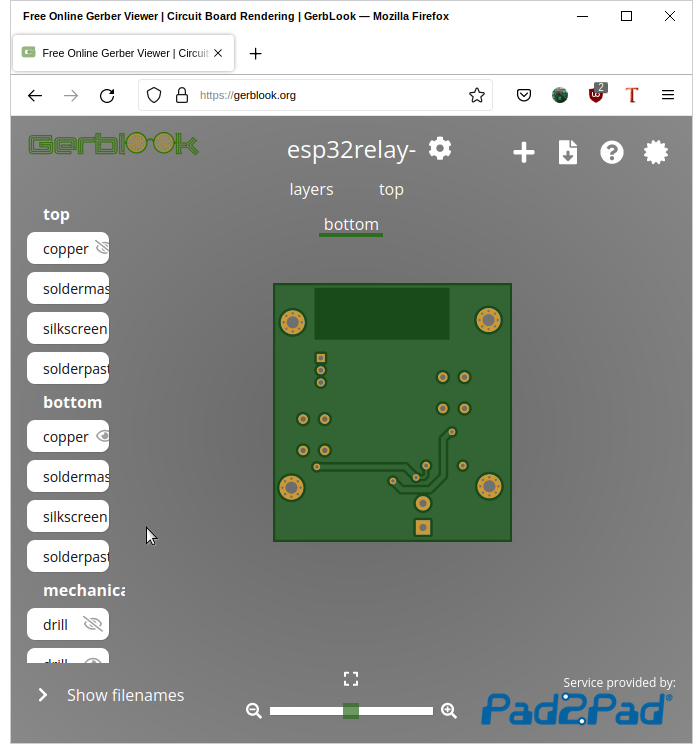 Free Online Gerber Viewer | Circuit Board Rendering | GerbLook — Mozilla Firefox
Free Online Gerber Viewer | Circuit
https://gerblook.org
2
T
Gerblook
esp32relay-
layers top
bottom
top
copper
soldermas
silkscreen
solderpast
bottom
copper
soldermas
silkscreen
solderpast
mechanica
drill
drill
Show filenames
Service provided by:
Pad2Pad®